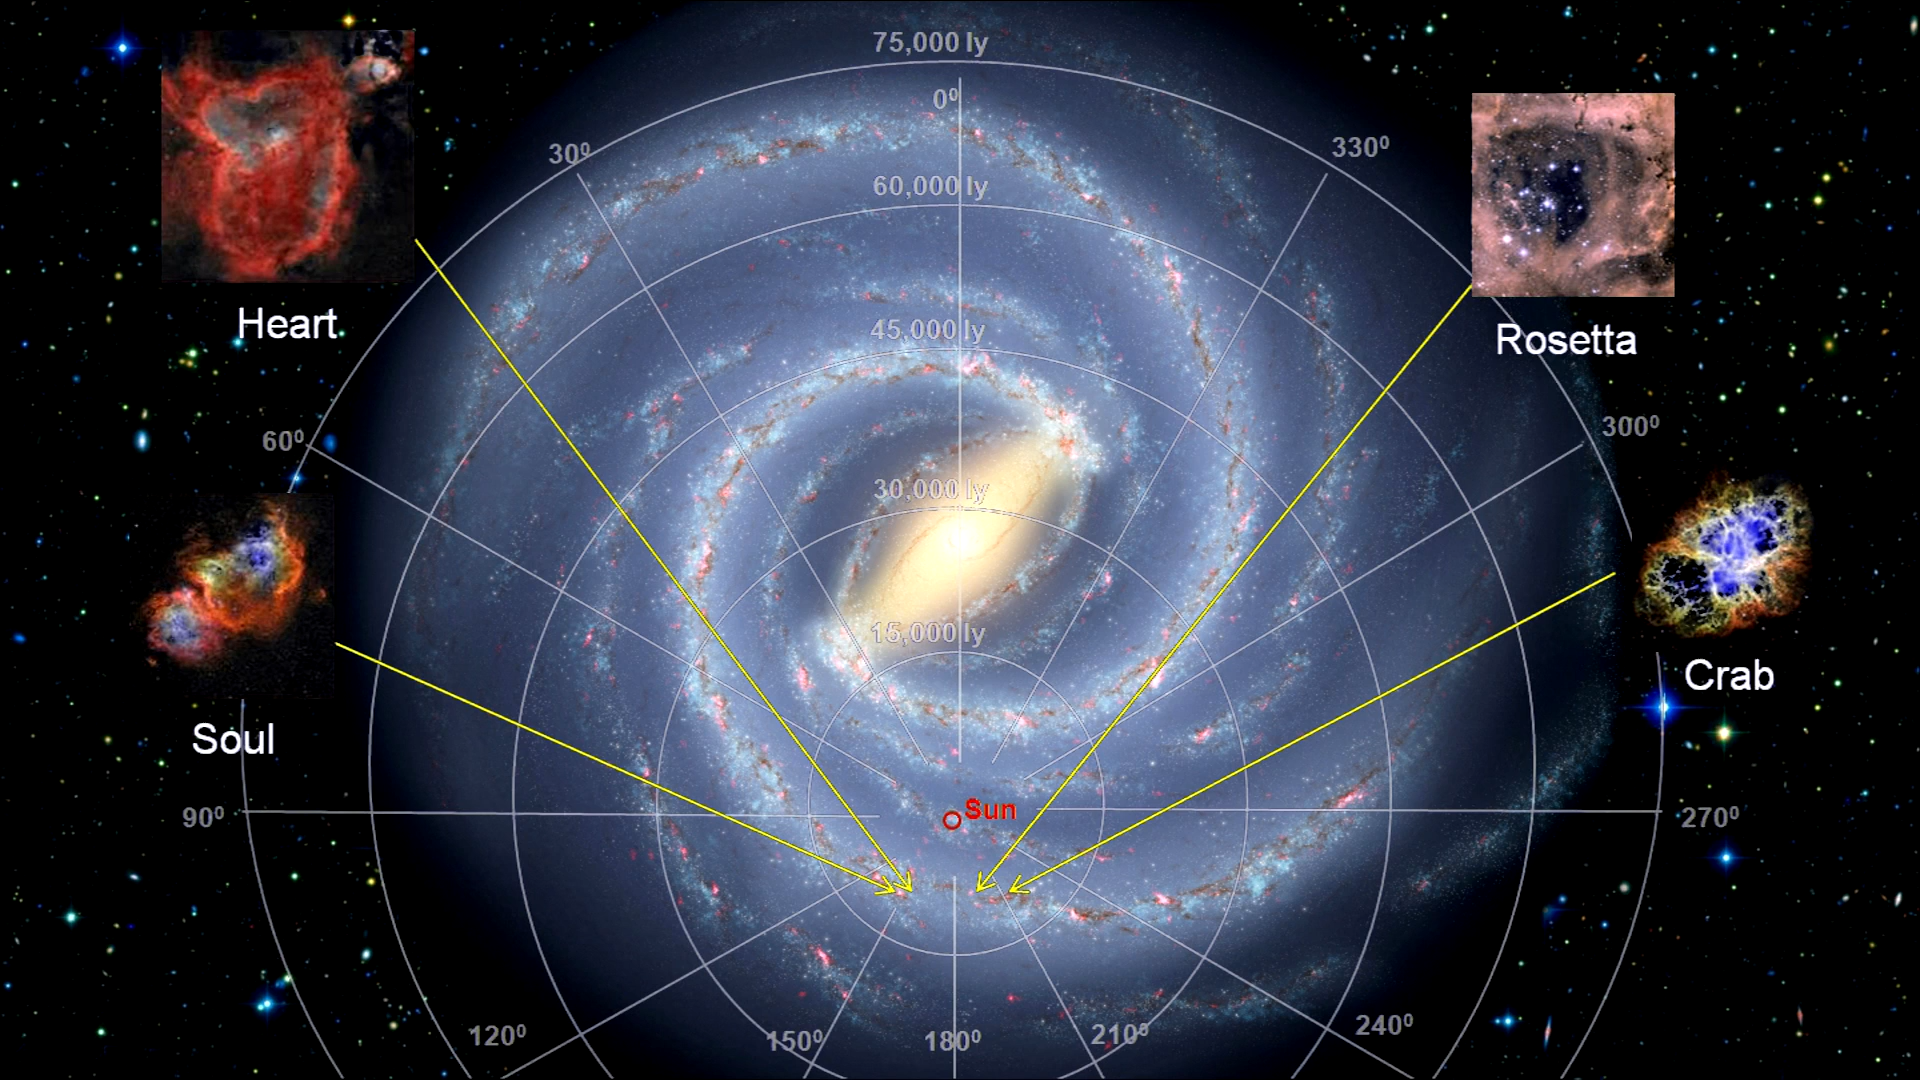 75,000 ly
0⁰
30⁰
330⁰
60,000 ly
Heart
45,000 ly
Rosetta
60⁰
300⁰
30,000 ly
15,000 ly
Crab
Soul
Sun
90⁰
270⁰
120⁰
150⁰
180⁰
210⁰
240⁰